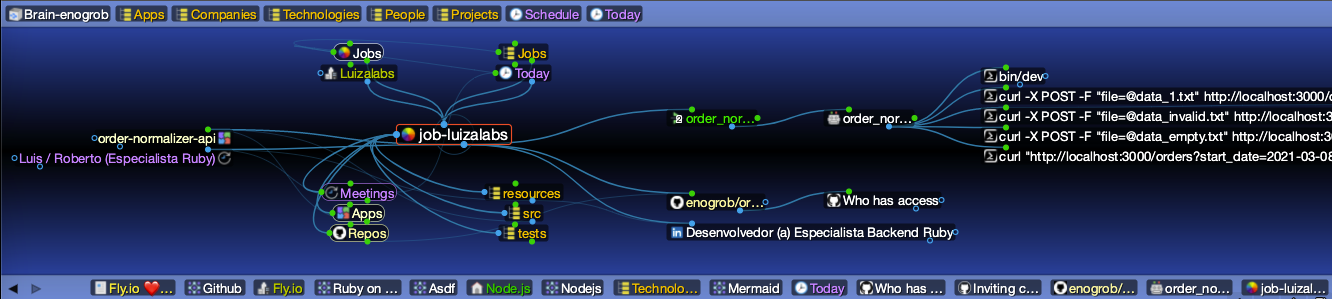 Brain-enogrob Apps Companies Technologies People Projects Schedule Today
Jobs
Luizalabs
Jobs
Today
job-luizalabs
order-normalizer-api
Luis / Roberto (Especialista Ruby)
Meetings
Apps
Repos
resources
src
tests
order_nor...
order_nor...
bin/dev
curl -X POST -F "file=@data_1.txt" http://localhost:3000/
curl -X POST -F "file=@data_invalid.txt" http://localhost:30
curl -X POST -F "file=@data_empty.txt" http://localhost:300
curl "http://localhost:3000/orders?start_date=2021-03-08
enogrob/or...
Who has access
Desenvolvedor (a) Especialista Backend Ruby
Fly.io ❤️... Github Fly.io Ruby on ... Asdf Node.js Nodejs Technolo... Mermaid Today Who has ... Inviting c... enogrob/... order_nor... job-luizal...